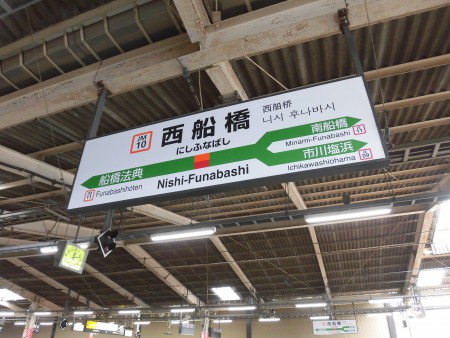 JM
10
西船橋
にしふなばし
Nishi-Funabashi
西船桥
니시 후나바시
船橋法典
Funabashihōten
南船橋
Minami-Funabashi
市川塩浜
Ichikawashiohama